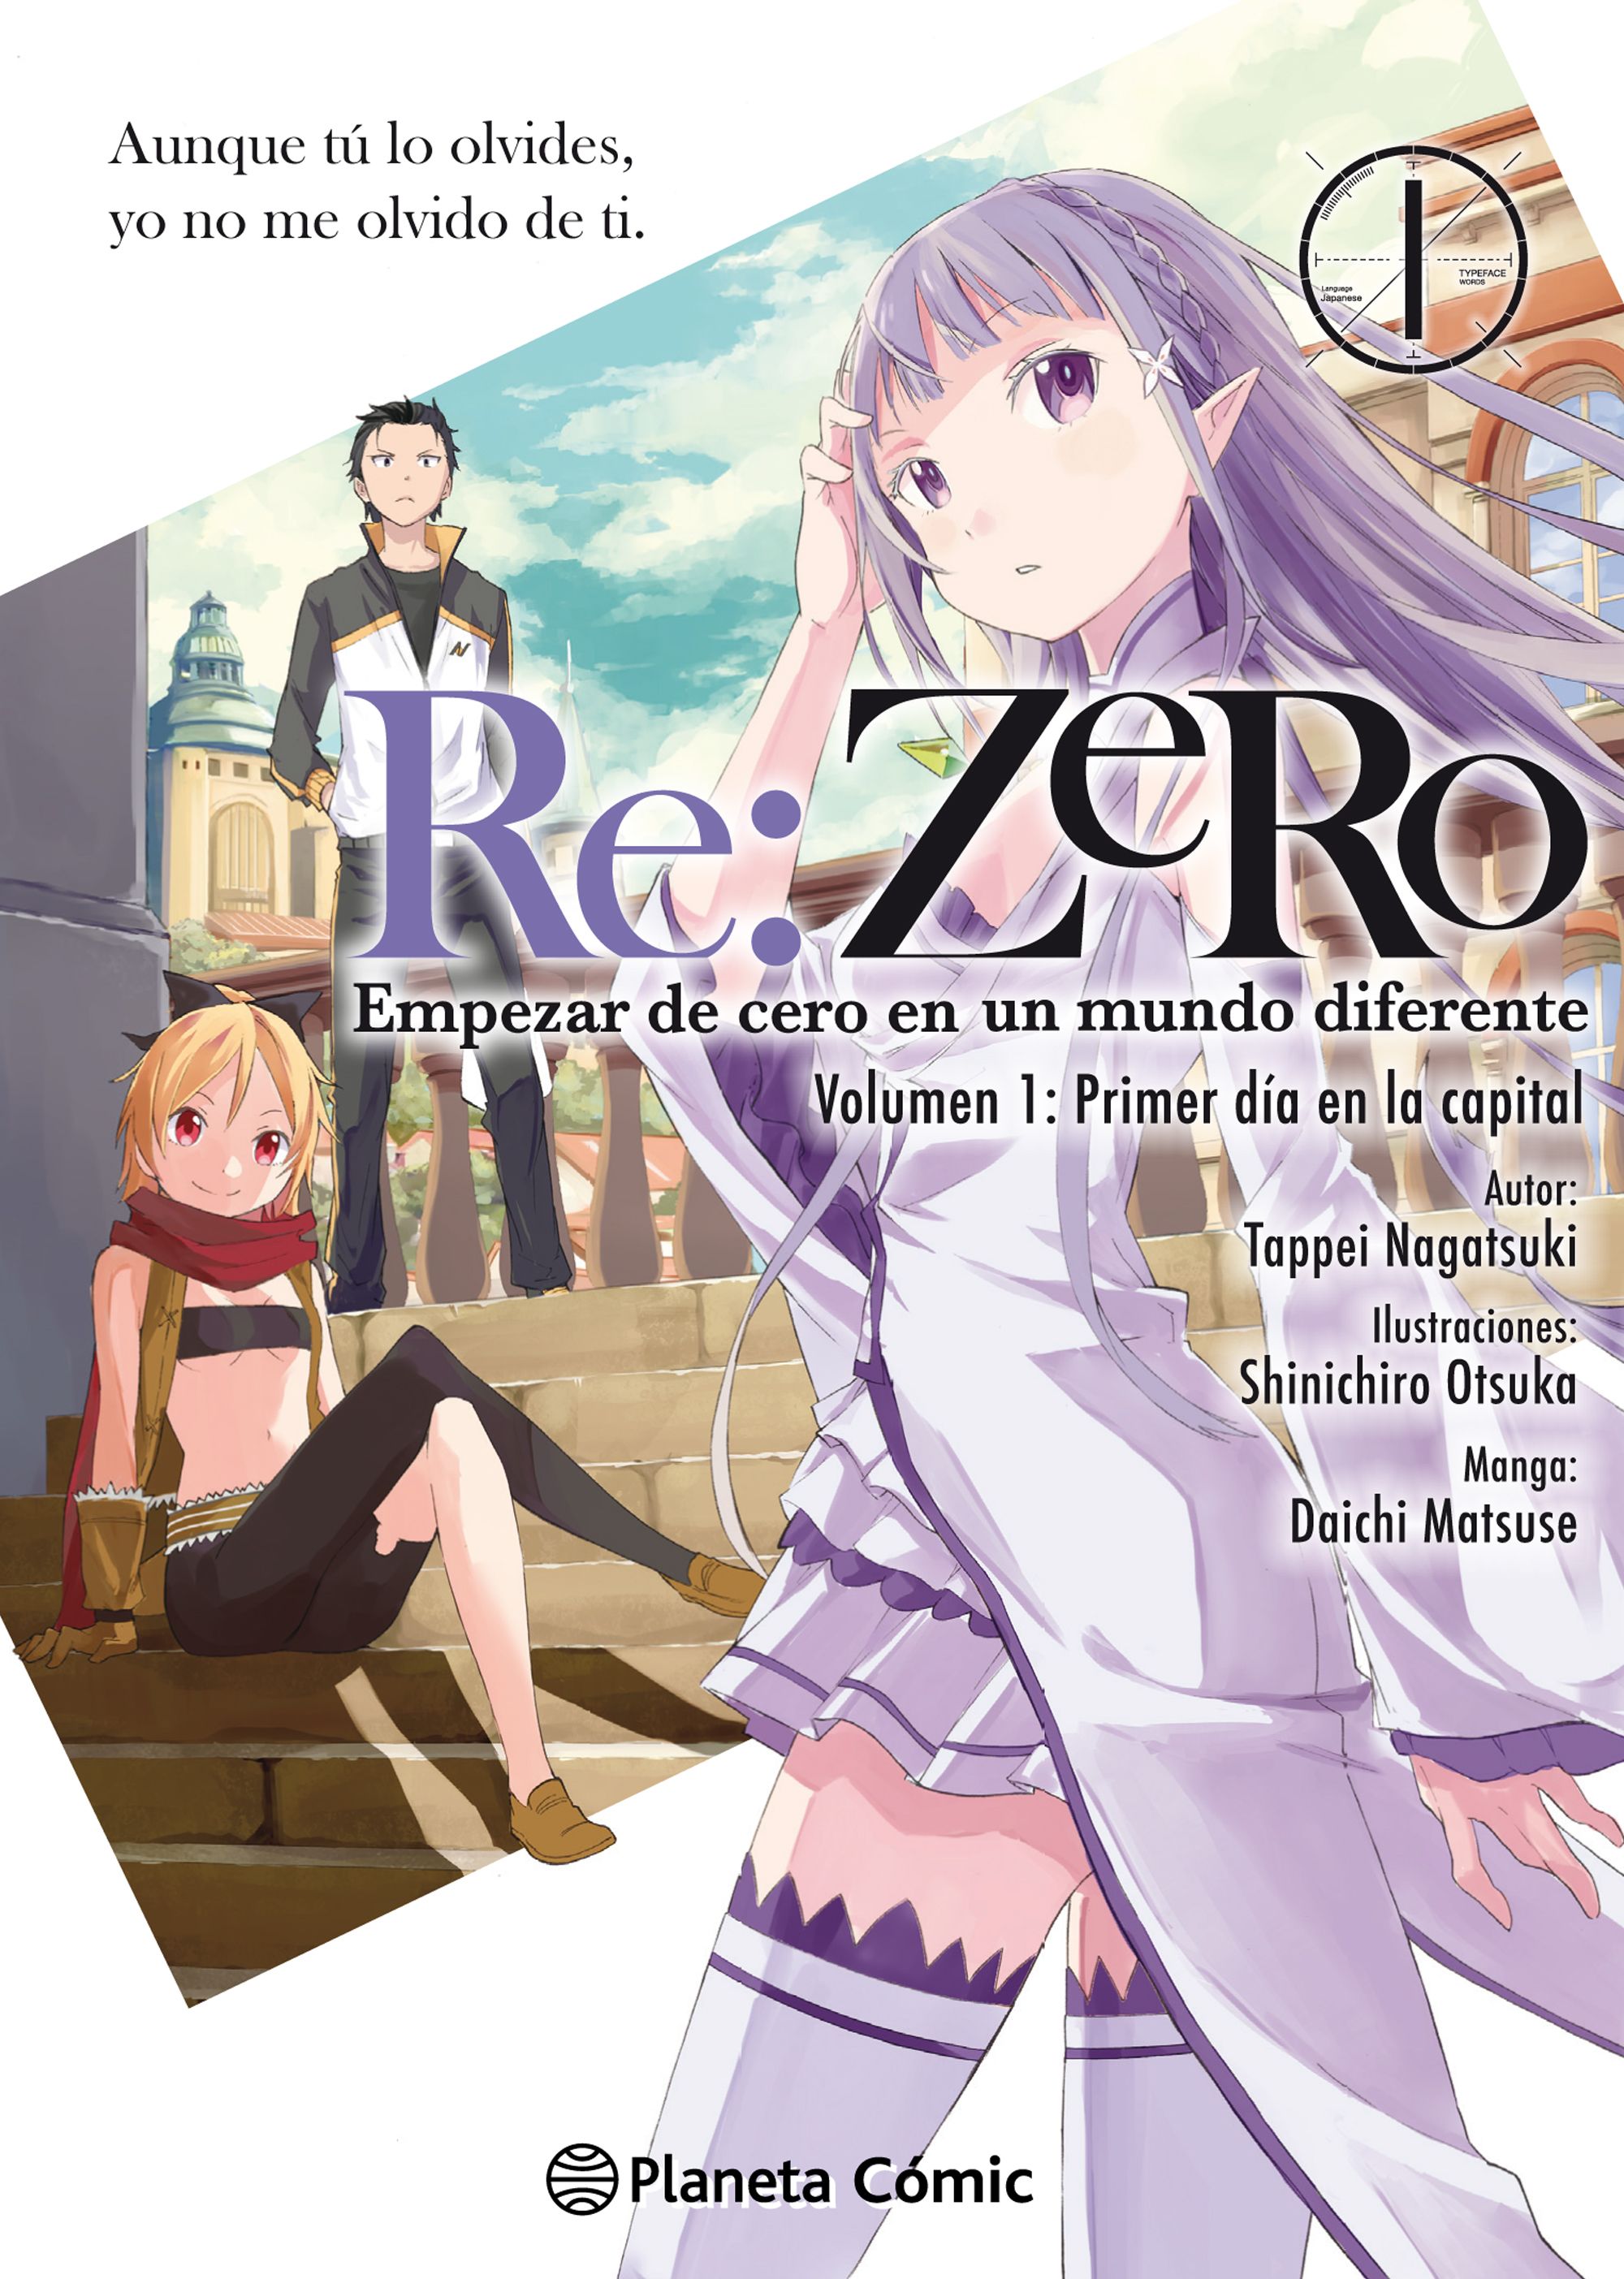 Aunque tú lo olvides,
yo no me olvido de ti.
1
Language
Japanese
TYPEFACE
WORDS
N
Re:ZeRo
Empezar de cero en un mundo diferente
Volumen 1: Primer día en la capital
Autor:
Tappei Nagatsuki
Ilustraciones:
Shinichiro Otsuka
Manga:
Daichi Matsuse
Planeta Cómic